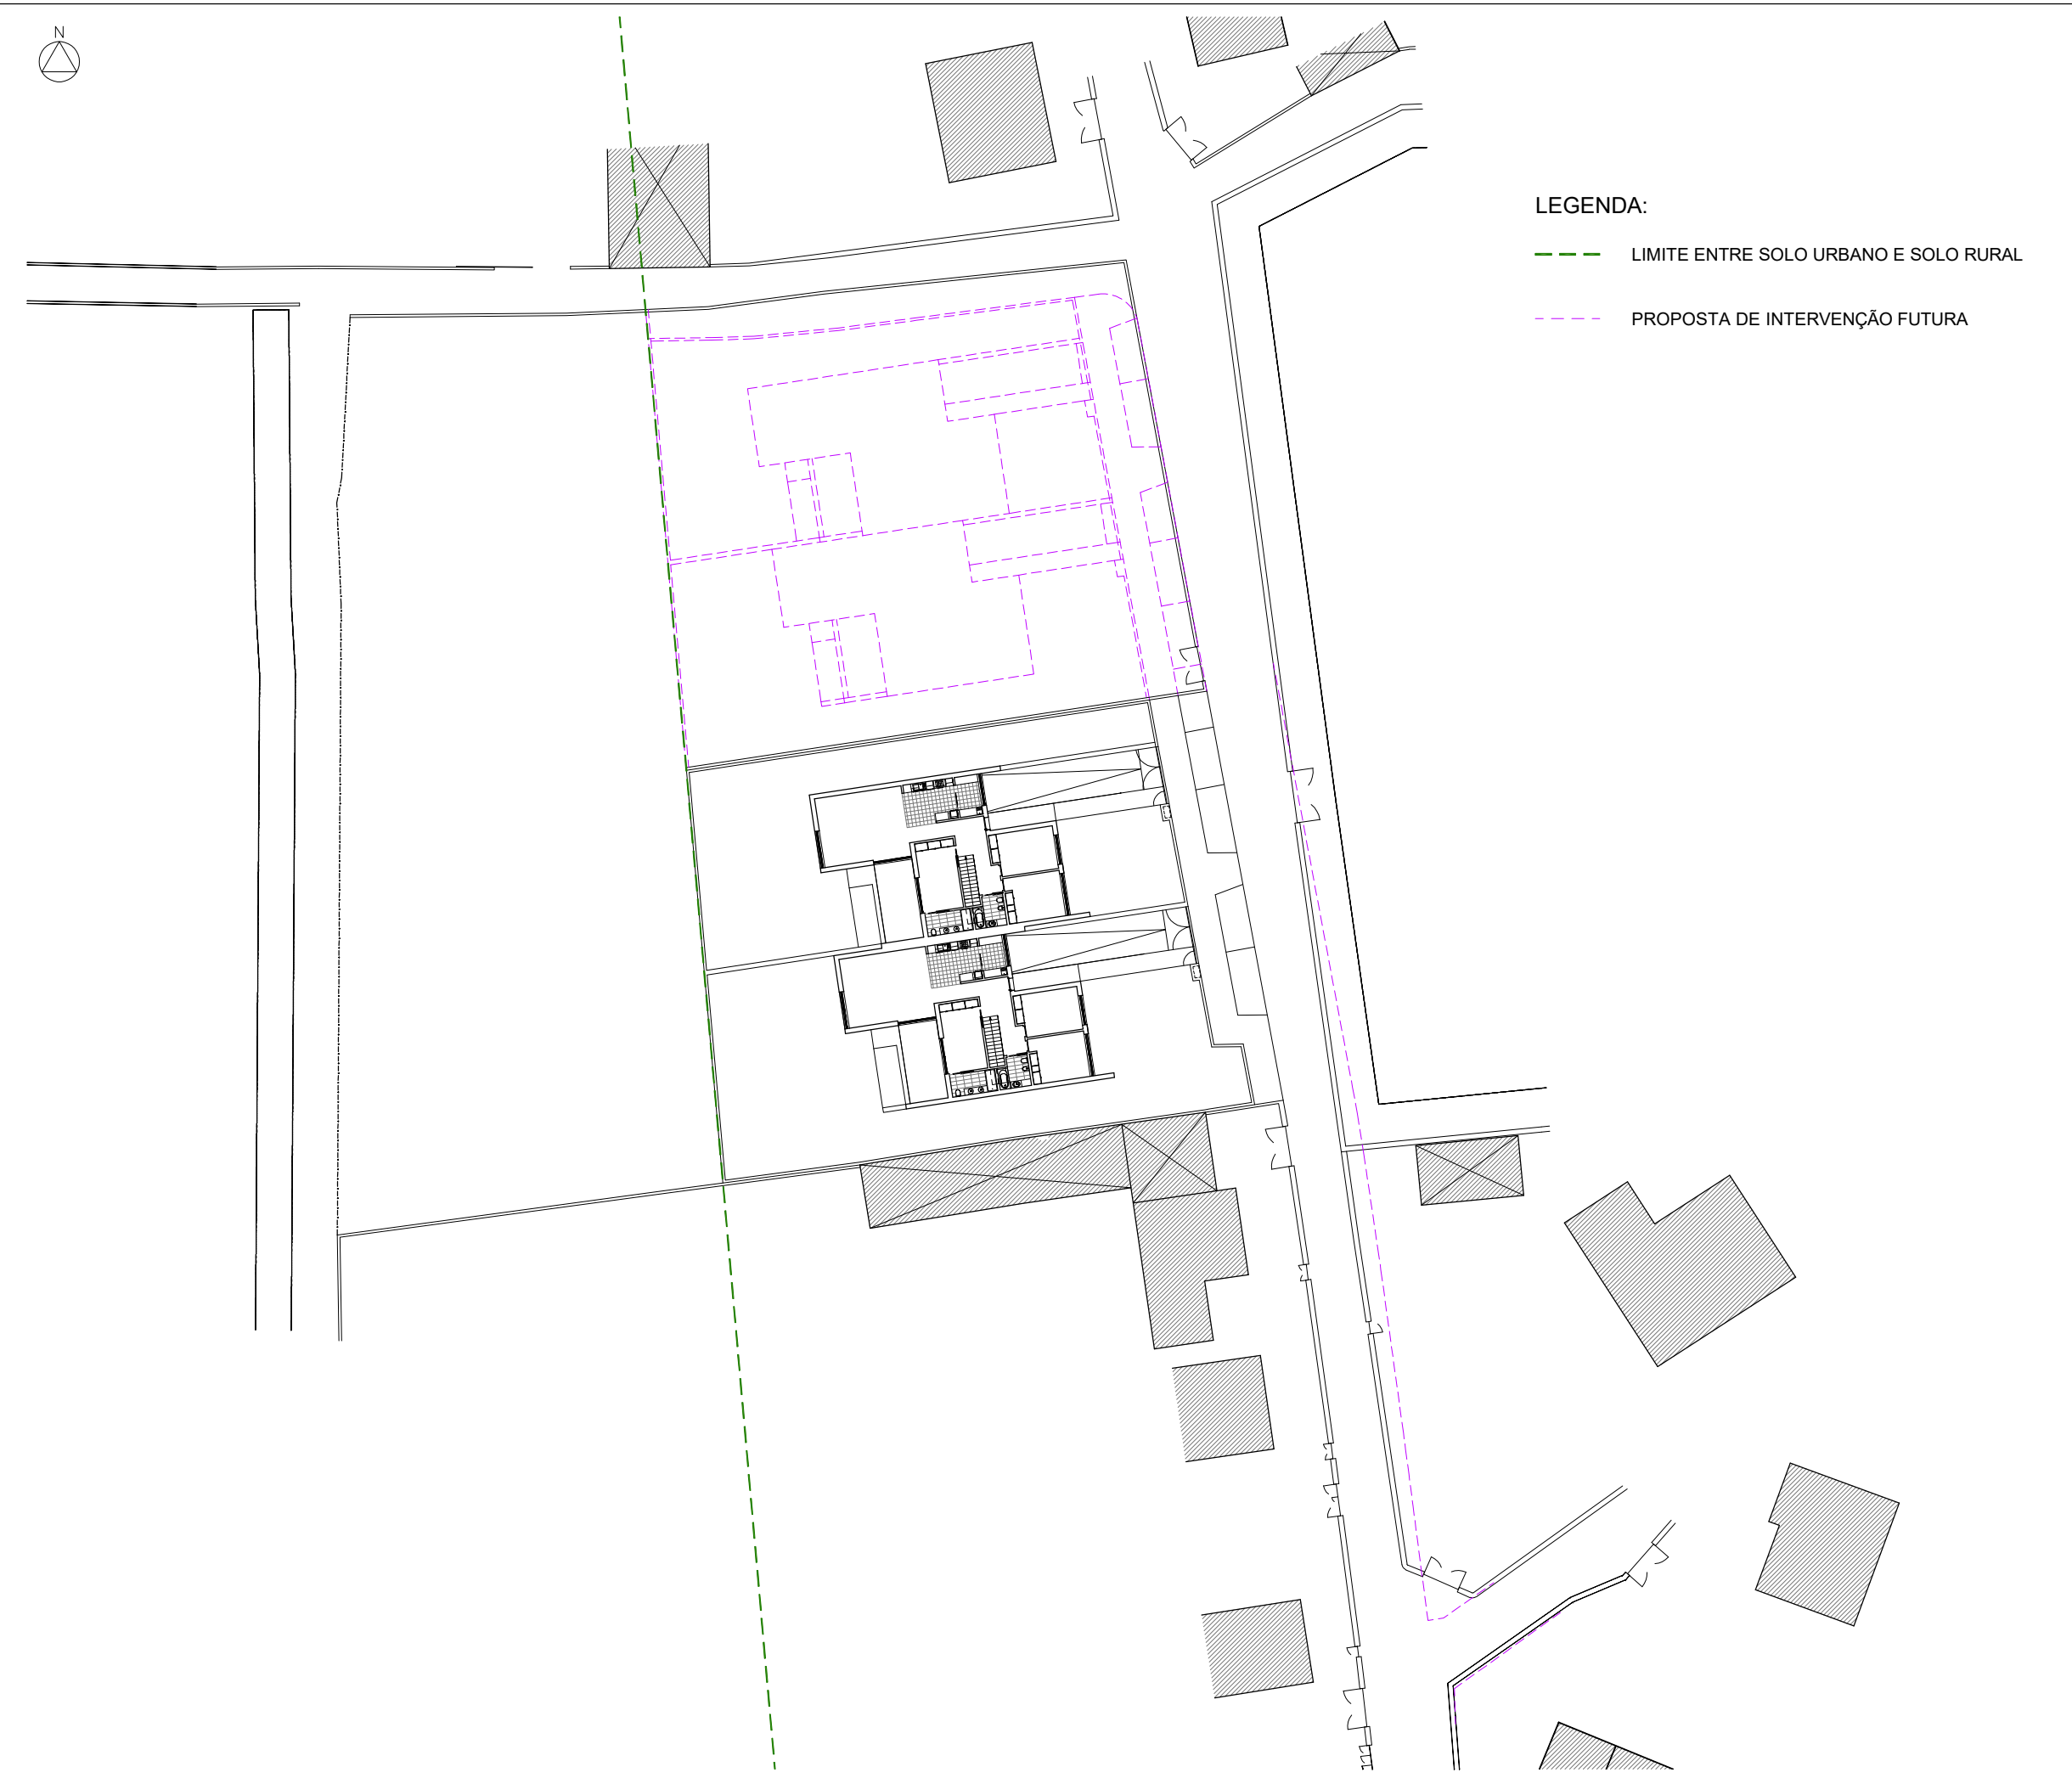 N
LEGENDA:
LIMITE ENTRE SOLO URBANO E SOLO RURAL
PROPOSTA DE INTERVENÇÃO FUTURA